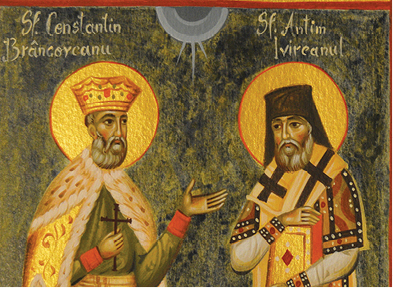 Sf. Constantin
Brâncoveanu
Sf. Antim
Ivireanul